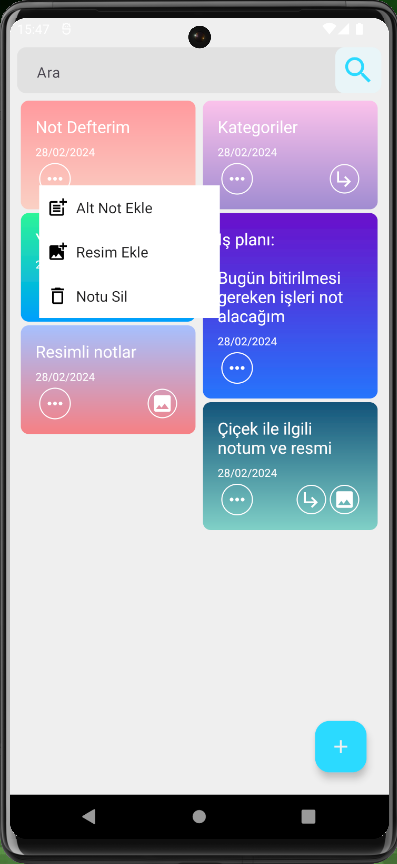 15:47
Ara
Not Defterim
28/02/2024
Kategoriler
28/02/2024
Alt Not Ekle
Resim Ekle
Notu Sil
İş planı:
Bugün bitirilmesi
gereken işleri not
alacağım
28/02/2024
Resimli notlar
28/02/2024
Çiçek ile ilgili
notum ve resmi
28/02/2024